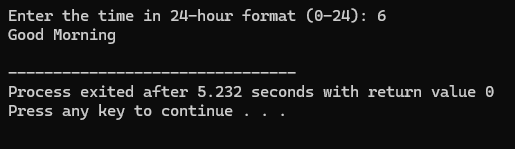 Enter the time in 24-hour format (0-24): 6
Good Morning
--------------------------------
Process exited after 5.232 seconds with return value 0
Press any key to continue . . .